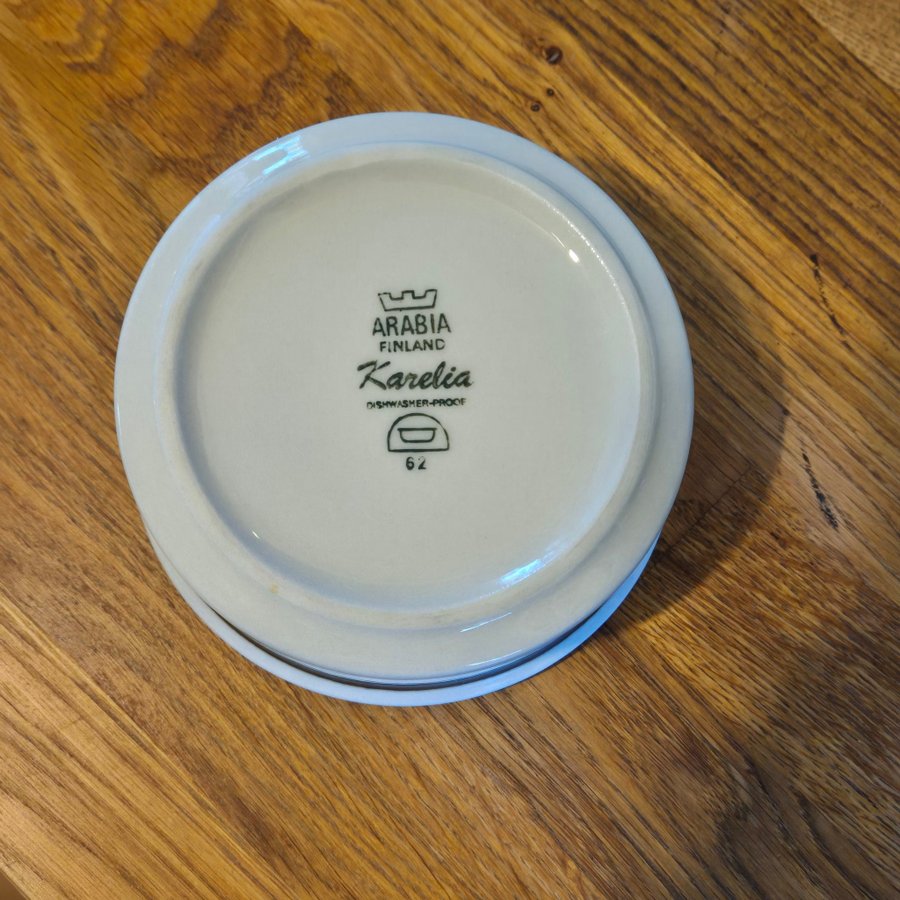 ARABIA
FINLAND
Karelia
DISHWASHER-PROOF
62